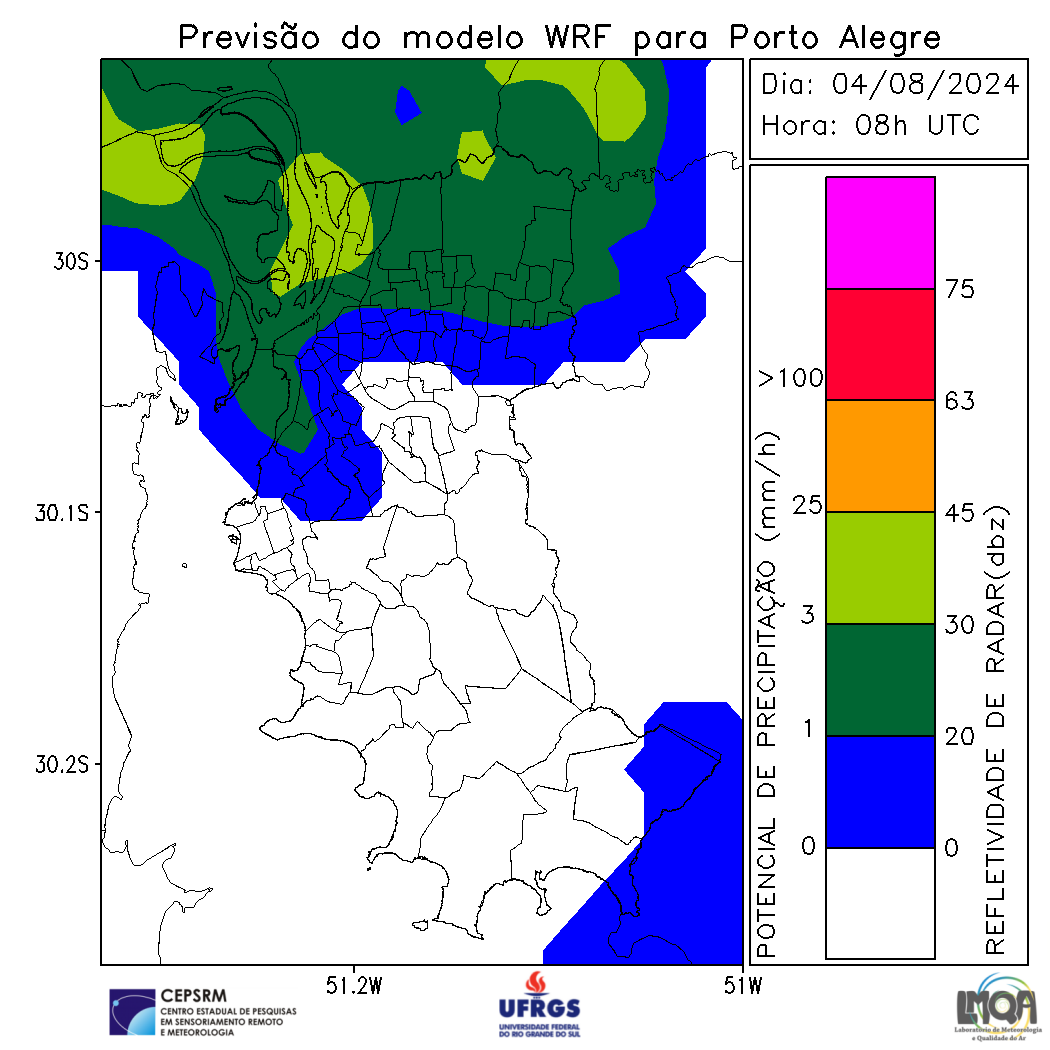 Previsão do modelo WRF para Porto Alegre
Dia: 04/08/2024
Hora: 08h UTC
30S
30.1S
30.2S
51.2W
51W
POTENCIAL DE PRECIPITAÇÃO (mm/h)
>100
25
3
1
0
75
63
45
30
20
0
REFLETIVIDADE DE RADAR(dbz)
CEPSRM
CENTRO ESTADUAL DE PESQUISAS
EM SENSORIAMENTO REMOTO
E METEOROLOGIA
UFRGS
UNIVERSIDADE FEDERAL
DO RIO GRANDE DO SUL
LMQA
Laboratório de Meteorologia
e Qualidade do Ar